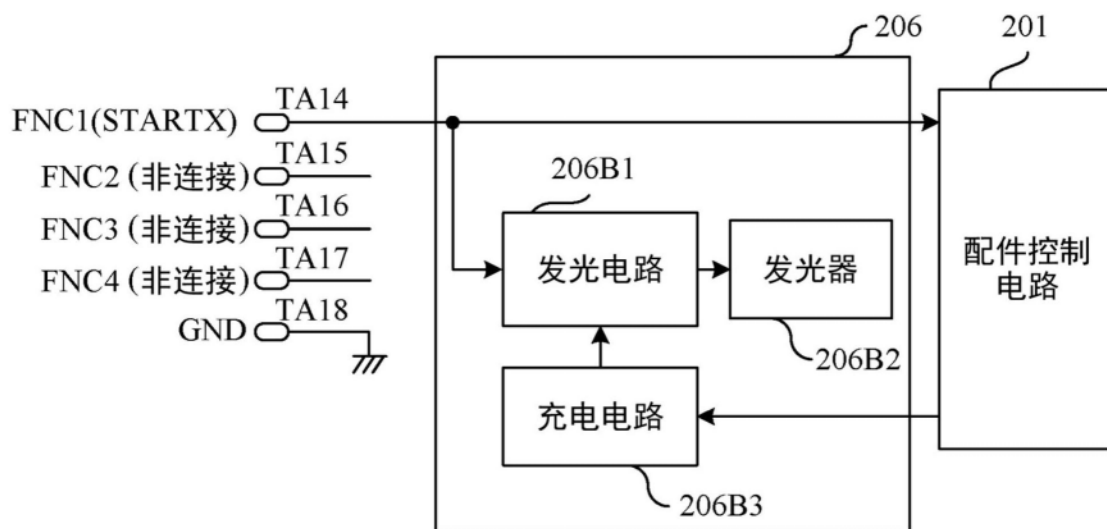 206
201
FNC1(STARTX)
TA14
FNC2 (非连接)
TA15
FNC3 (非连接)
TA16
FNC4 (非连接)
TA17
GND
TA18
206B1
发光电路
发光器
206B2
充电电路
206B3
配件控制
电路